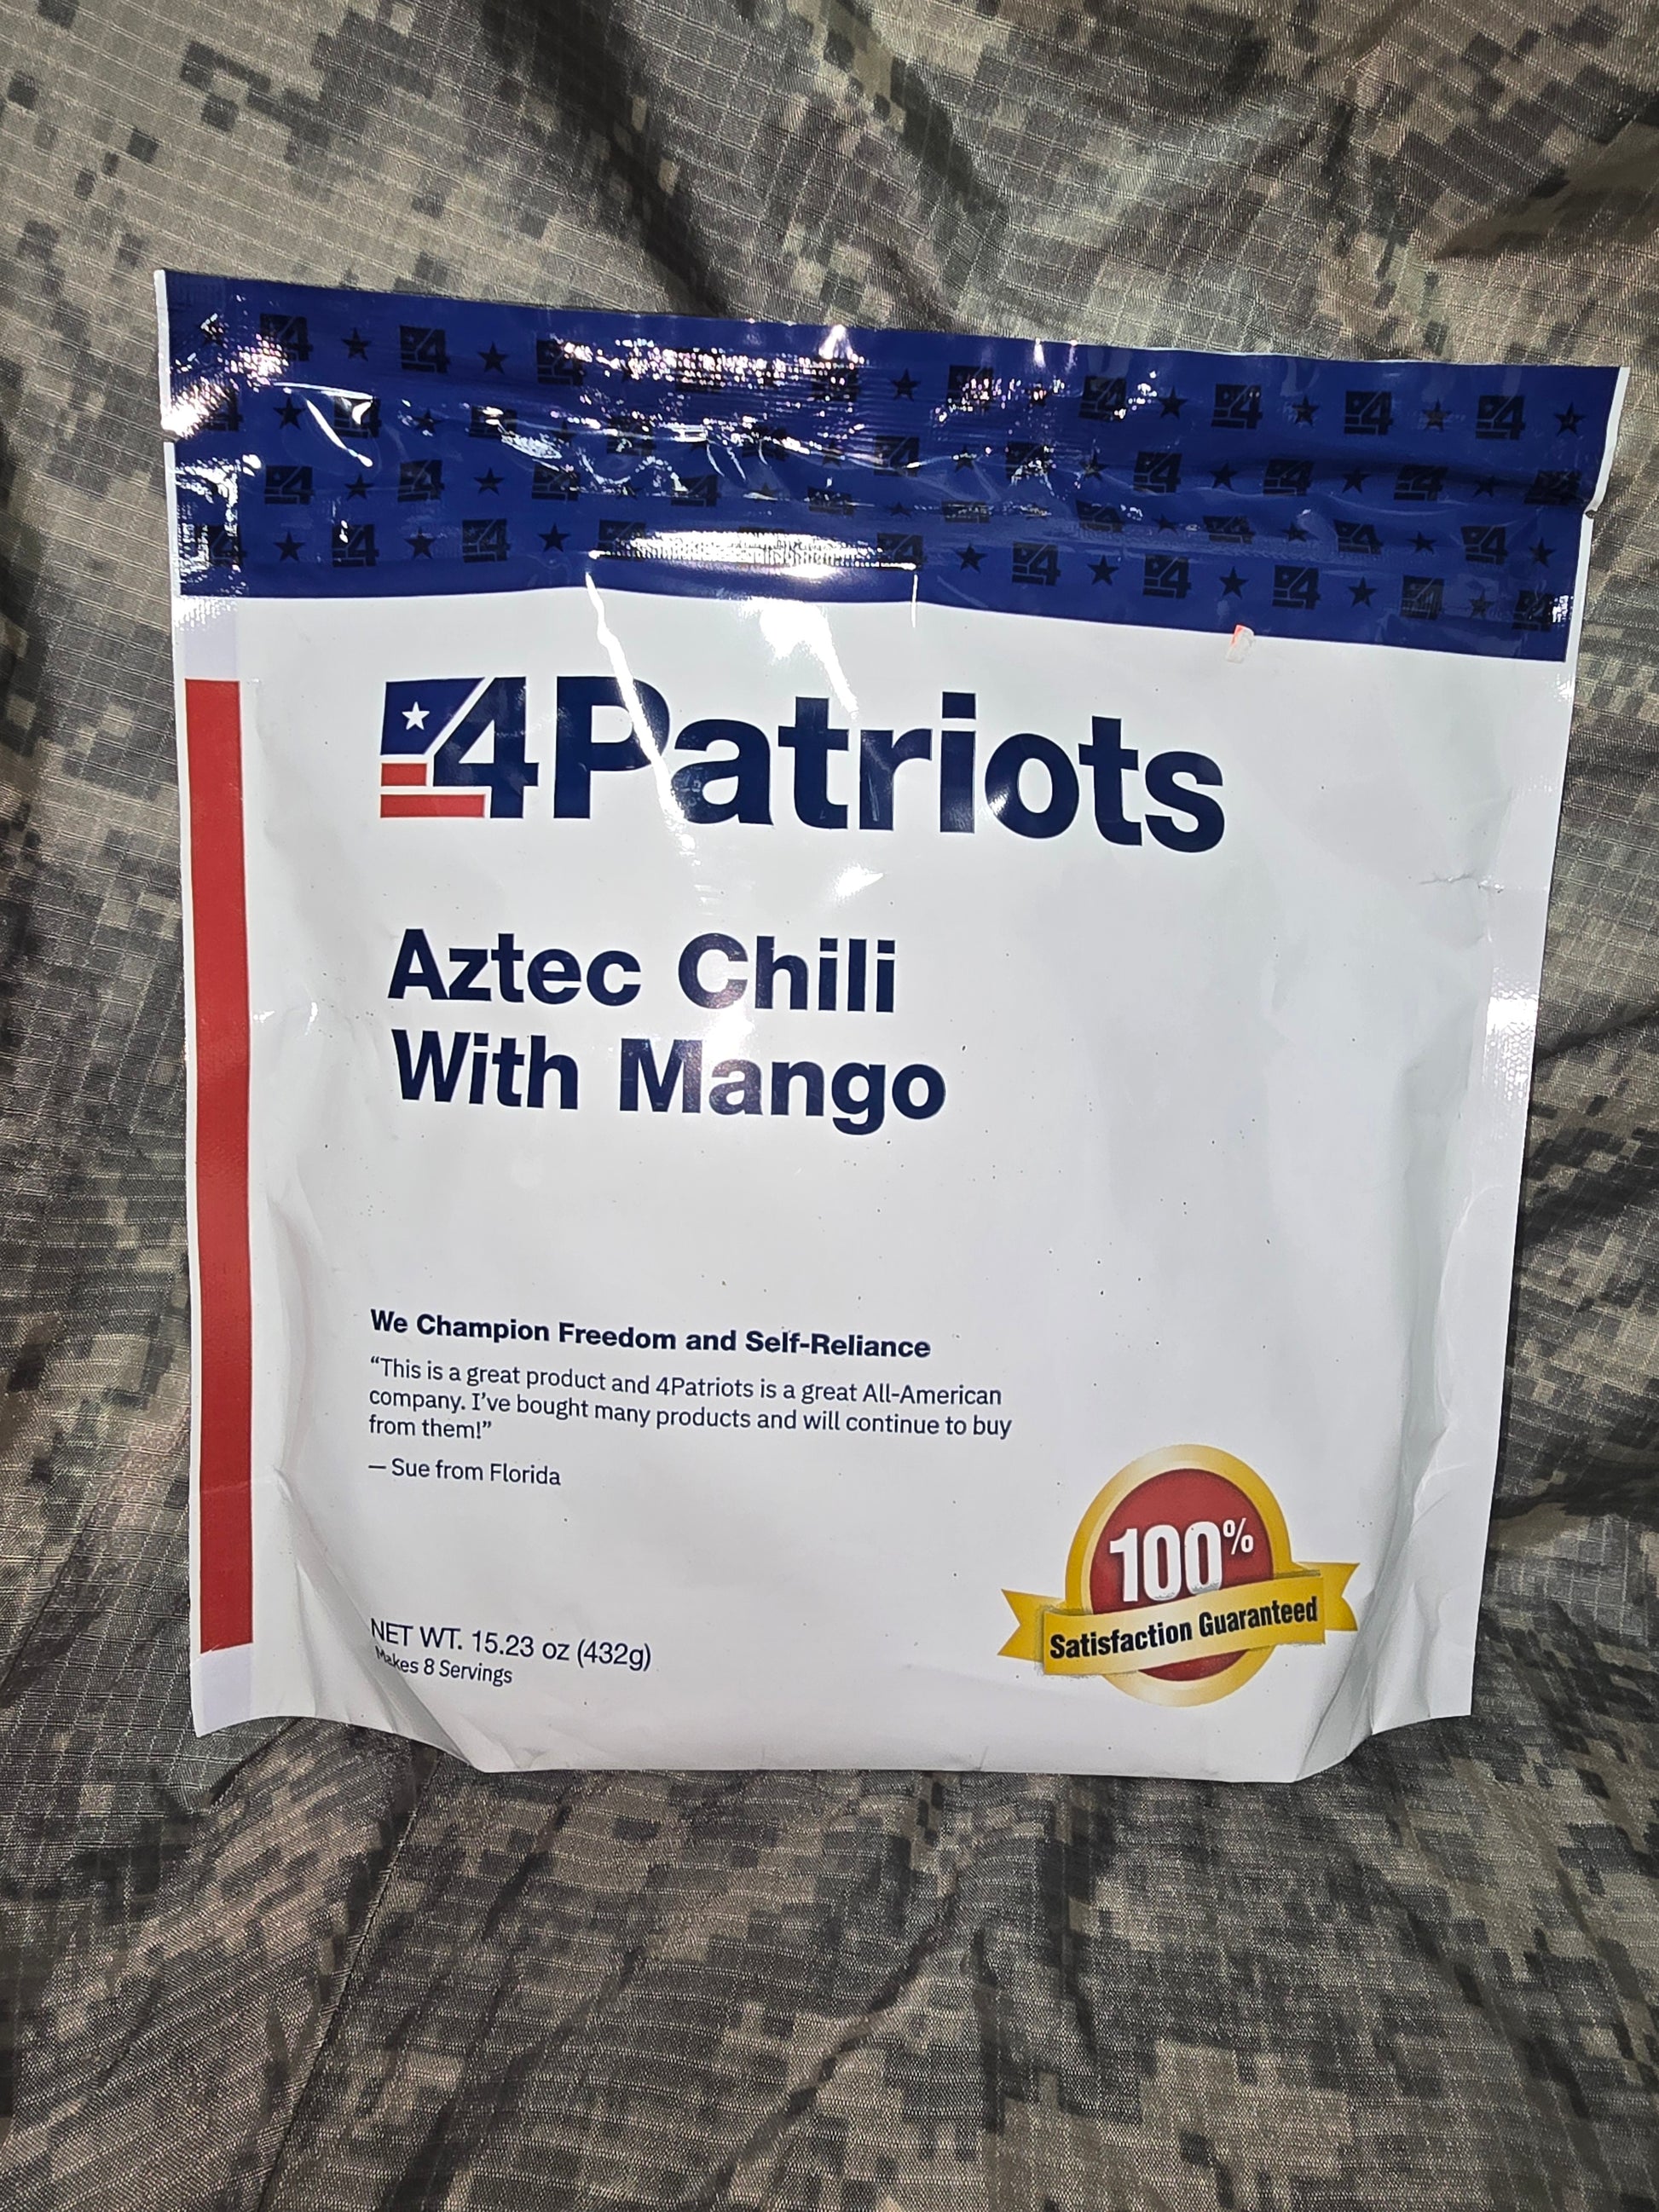 4Patriots
Aztec Chili
With Mango
We Champion Freedom and Self-Reliance
“This is a great product and 4Patriots is a great All-American
company. I’ve bought many products and will continue to buy
from them!”
— Sue from Florida
100%
Satisfaction Guaranteed
NET WT. 15.23 oz (432g)
Makes 8 Servings